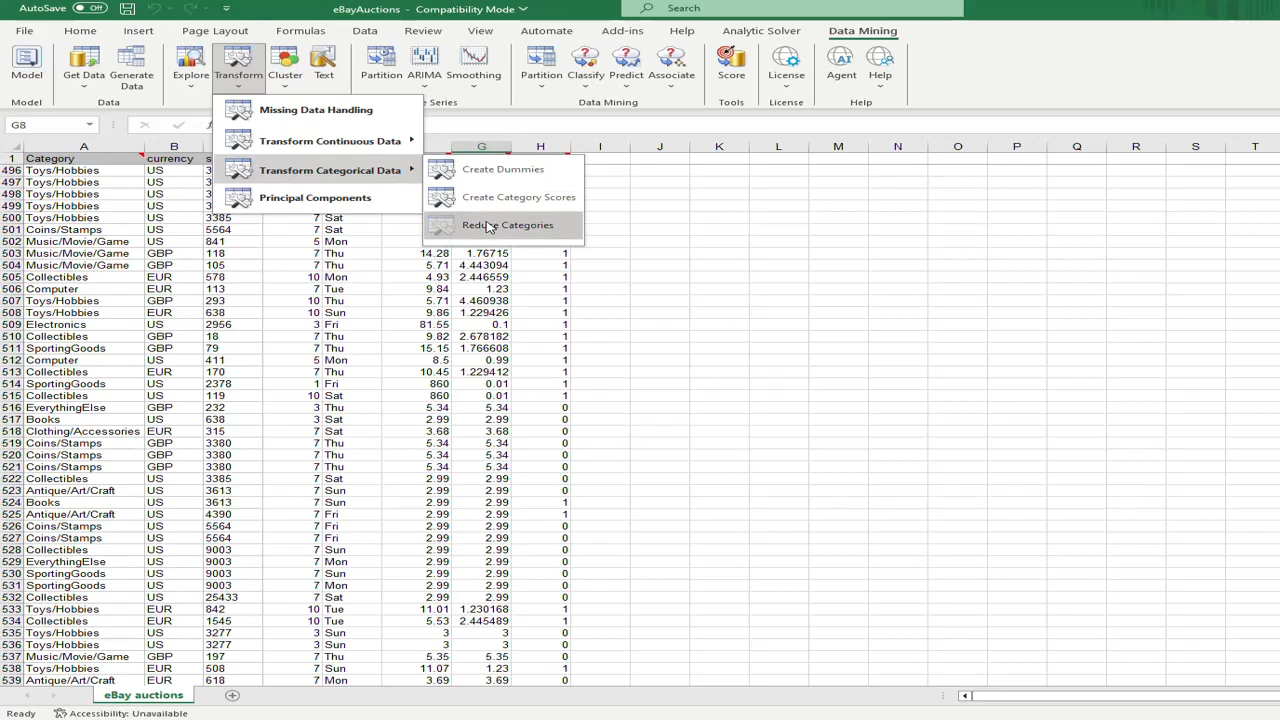 AutoSave Off eBayAuctions - Compatibility Mode Search
File Home Insert Page Layout Formulas Data Review View Automate Add-ins Help Analytic Solver Data Mining
Model Get Data Generate Data Explore Transform Cluster Text Partition ARIMA Smoothing Partition Classify Predict Associate Score License Agent Help
Model Data Series Data Mining Tools License Help
Missing Data Handling
Transform Continuous Data
Transform Categorical Data
Principal Components
Create Dummies
Create Category Scores
Reduce Categories
G8
A B G H I J K L M N O P Q R S T
1 Category currency s
496 Toys/Hobbies US 3
497 Toys/Hobbies US 3
498 Toys/Hobbies US 3
499 Toys/Hobbies US 3
500 Toys/Hobbies US 3385 7 Sat
501 Coins/Stamps US 5564 7 Sat
502 Music/Movie/Game US 841 5 Mon
503 Music/Movie/Game GBP 118 7 Thu 14.28 1.76715 1
504 Music/Movie/Game GBP 105 7 Thu 5.71 4.443094 1
505 Collectibles EUR 578 10 Mon 4.93 2.446559 1
506 Computer EUR 113 7 Tue 9.84 1.23 1
507 Toys/Hobbies GBP 293 10 Thu 5.71 4.460938 1
508 Toys/Hobbies EUR 638 10 Sun 9.86 1.229426 1
509 Electronics US 2956 3 Fri 81.55 0.1 1
510 Collectibles GBP 18 7 Thu 9.82 2.678182 1
511 SportingGoods GBP 79 7 Thu 15.15 1.766608 1
512 Computer US 411 5 Mon 8.5 0.99 1
513 Collectibles EUR 170 7 Thu 10.45 1.229412 1
514 SportingGoods US 2378 1 Fri 860 0.01 1
515 Collectibles US 119 10 Sat 860 0.01 1
516 EverythingElse GBP 232 3 Thu 5.34 5.34 0
517 Books US 638 3 Sat 2.99 2.99 0
518 Clothing/Accessories EUR 315 7 Sat 3.68 3.68 0
519 Coins/Stamps GBP 3380 7 Thu 5.34 5.34 0
520 Coins/Stamps GBP 3380 7 Thu 5.34 5.34 0
521 Coins/Stamps GBP 3380 7 Thu 5.34 5.34 0
522 Collectibles US 3385 7 Sat 2.99 2.99 0
523 Antique/Art/Craft US 3613 7 Sun 2.99 2.99 0
524 Books US 3613 7 Sun 2.99 2.99 1
525 Antique/Art/Craft US 4390 7 Fri 2.99 2.99 1
526 Coins/Stamps US 5564 7 Fri 2.99 2.99 0
527 Coins/Stamps US 5564 7 Fri 2.99 2.99 0
528 Collectibles US 9003 7 Sun 2.99 2.99 0
529 EverythingElse US 9003 7 Sun 2.99 2.99 0
530 SportingGoods US 9003 7 Sun 2.99 2.99 0
531 SportingGoods US 9003 7 Mon 2.99 2.99 0
532 Collectibles US 25433 7 Sun 2.99 2.99 0
533 Toys/Hobbies EUR 842 10 Tue 11.01 1.230168 1
534 Collectibles EUR 1545 10 Tue 5.53 2.445489 1
535 Toys/Hobbies US 3277 3 Sun 3 3 0
536 Toys/Hobbies US 3277 3 Sun 3 3 0
537 Music/Movie/Game GBP 197 7 Thu 5.35 5.35 0
538 Toys/Hobbies EUR 508 7 Sun 11.07 1.23 1
539 Antique/Art/Craft EUR 618 7 Mon 3.69 3.69 0
eBay auctions
Ready Accessibility: Unavailable